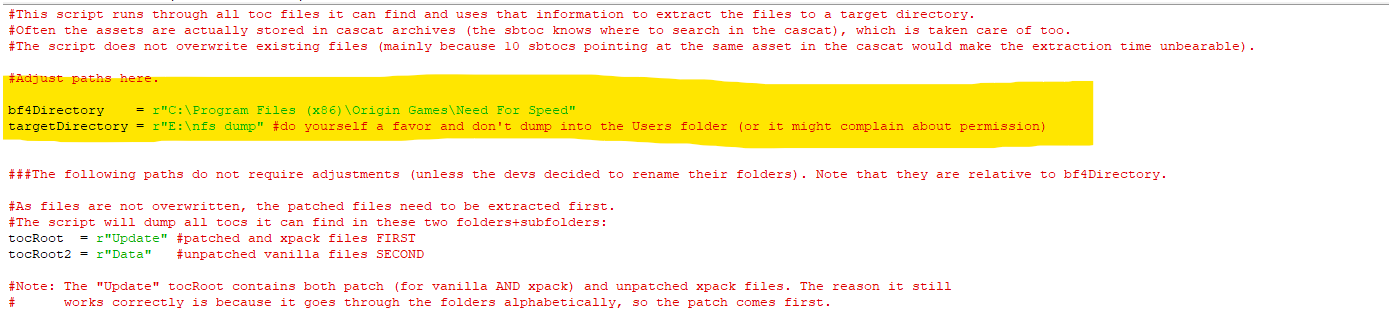 #This script runs through all toc files it can find and uses that information to extract the files to a target directory.
#Often the assets are actually stored in cascat archives (the sbtoc knows where to search in the cascat), which is taken care of too.
#The script does not overwrite existing files (mainly because 10 sbtocs pointing at the same asset in the cascat would make the extraction time unbearable).
#Adjust paths here.
bf4Directory    = r"C:\Program Files (x86)\Origin Games\Need For Speed"
targetDirectory = r"E:\nfs dump" #do yourself a favor and don't dump into the Users folder (or it might complain about permission)
###The following paths do not require adjustments (unless the devs decided to rename their folders). Note that they are relative to bf4Directory.
#As files are not overwritten, the patched files need to be extracted first.
#The script will dump all tocs it can find in these two folders+subfolders:
tocRoot  = r"Update" #patched and xpack files FIRST
tocRoot2 = r"Data"   #unpatched vanilla files SECOND
#Note: The "Update" tocRoot contains both patch (for vanilla AND xpack) and unpatched xpack files. The reason it still
#      works correctly is because it goes through the folders alphabetically, so the patch comes first.